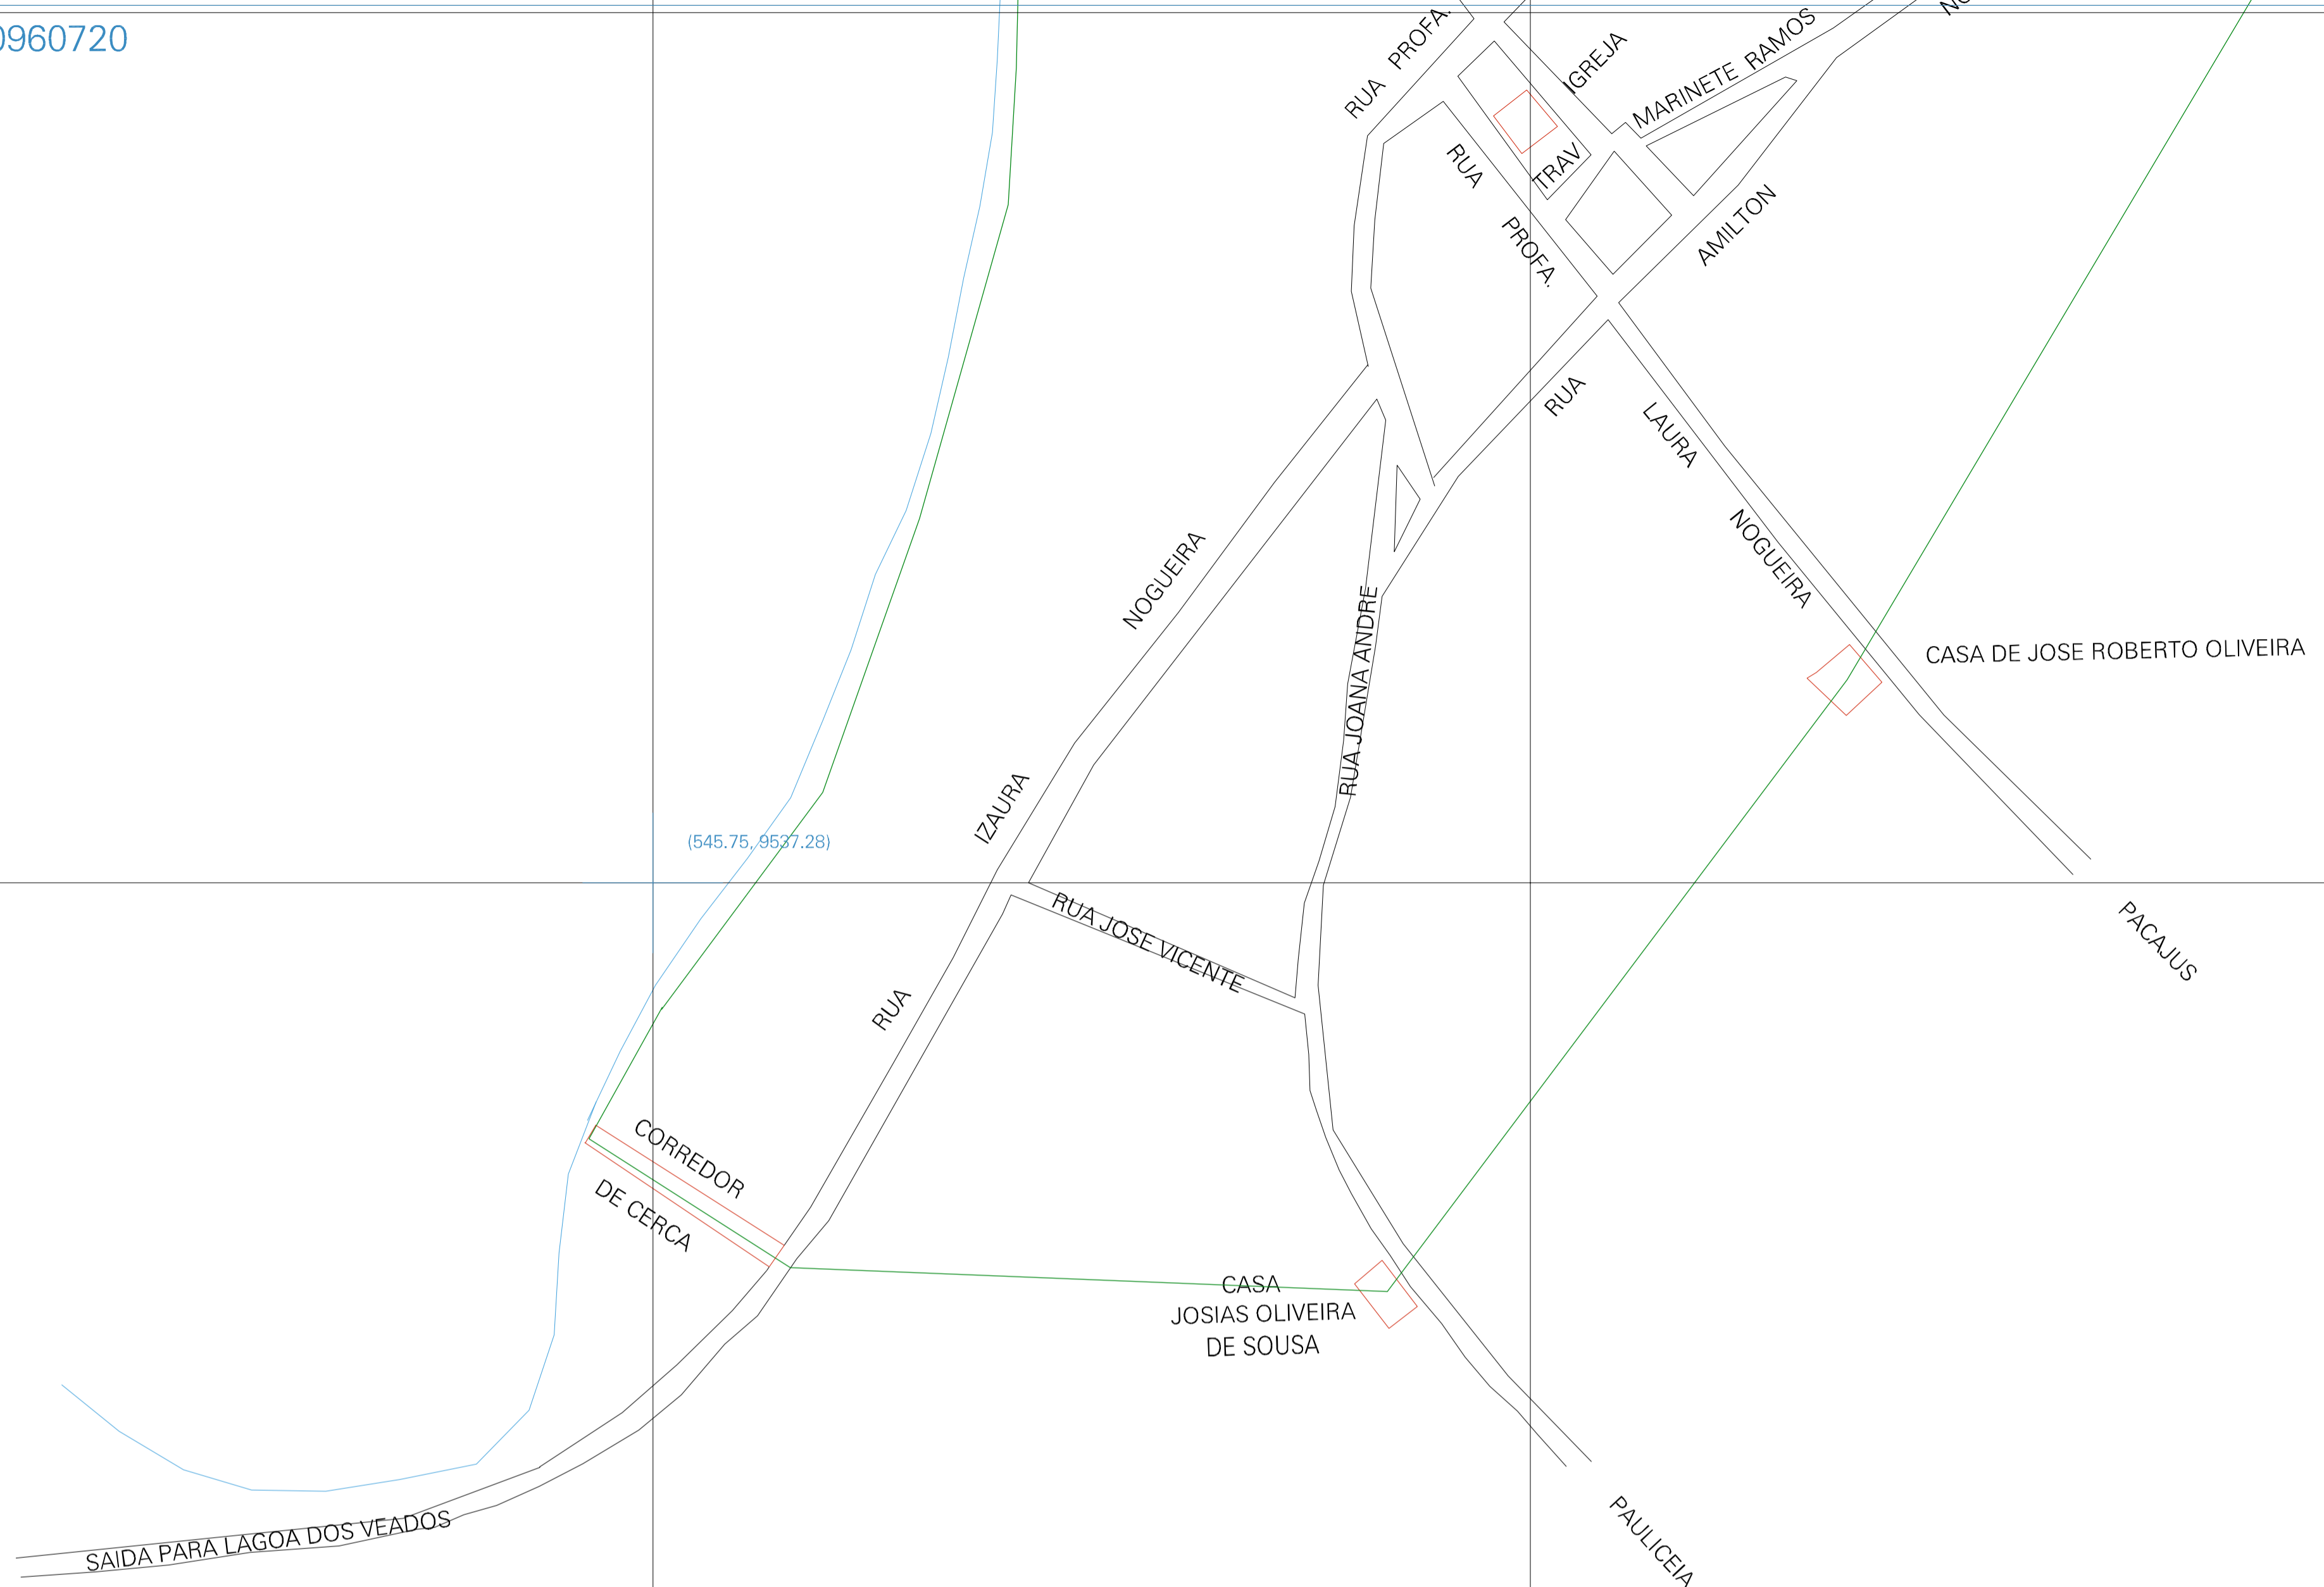 0960720
RUA PROFA.
IGREJA
MARINETE RAMOS
TRAV
RUA
PROFA.
AMILTON
RUA
LAURA
NOGUEIRA
NOGUEIRA
RUA JOANA ANDRE
CASA DE JOSE ROBERTO OLIVEIRA
IZAURA
(545.75, 9537.28)
RUA JOSE VICENTE
PACAJUS
RUA
CORREDOR
DE CERCA
CASA
JOSIAS OLIVEIRA
DE SOUSA
SAIDA PARA LAGOA DOS VEADOS
PAULICEIA